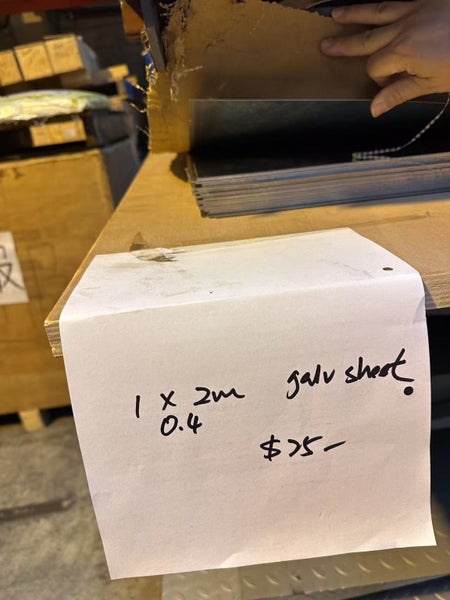 1 x 2m galv sheet
0.4
$25-